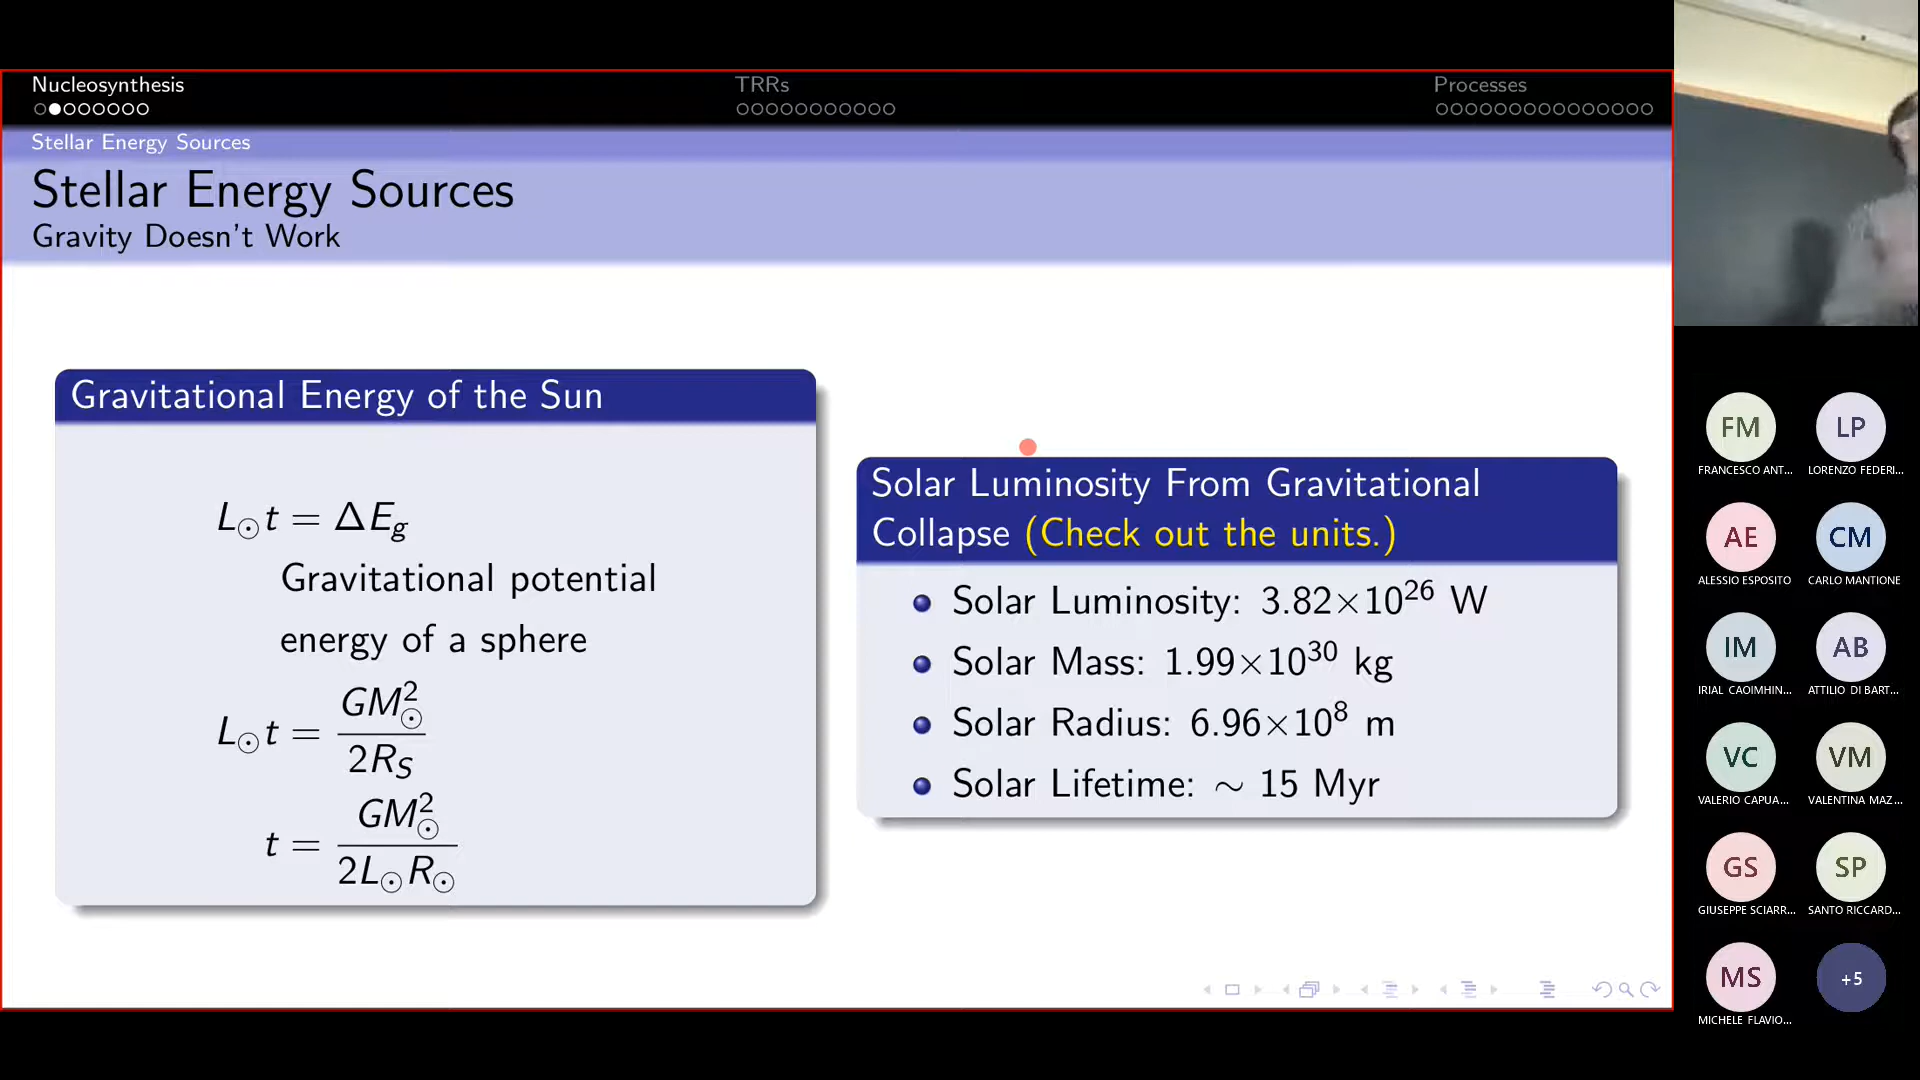 Nucleosynthesis
TRRs
Processes
Stellar Energy Sources
Stellar Energy Sources
Gravity Doesn't Work
Gravitational Energy of the Sun
L⊙t = ΔE_g
Gravitational potential
energy of a sphere
L⊙t = GM⊙² / 2R_S
t = GM⊙² / 2L⊙R⊙
Solar Luminosity From Gravitational
Collapse (Check out the units.)
Solar Luminosity: 3.82×10²⁶ W
Solar Mass: 1.99×10³⁰ kg
Solar Radius: 6.96×10⁸ m
Solar Lifetime: ∼ 15 Myr
FM LP
FRANCESCO ANT... LORENZO FEDERI...
AE CM
ALESSIO ESPOSITO CARLO MANTIONE
IM AB
IRIAL CAOIMHIN... ATTILIO DI BART...
VC VM
VALERIO CAPUA... VALENTINA MAZ...
GS SP
GIUSEPPE SCIARR... SANTO RICCARD...
MS +5
MICHELE FLAVIO...